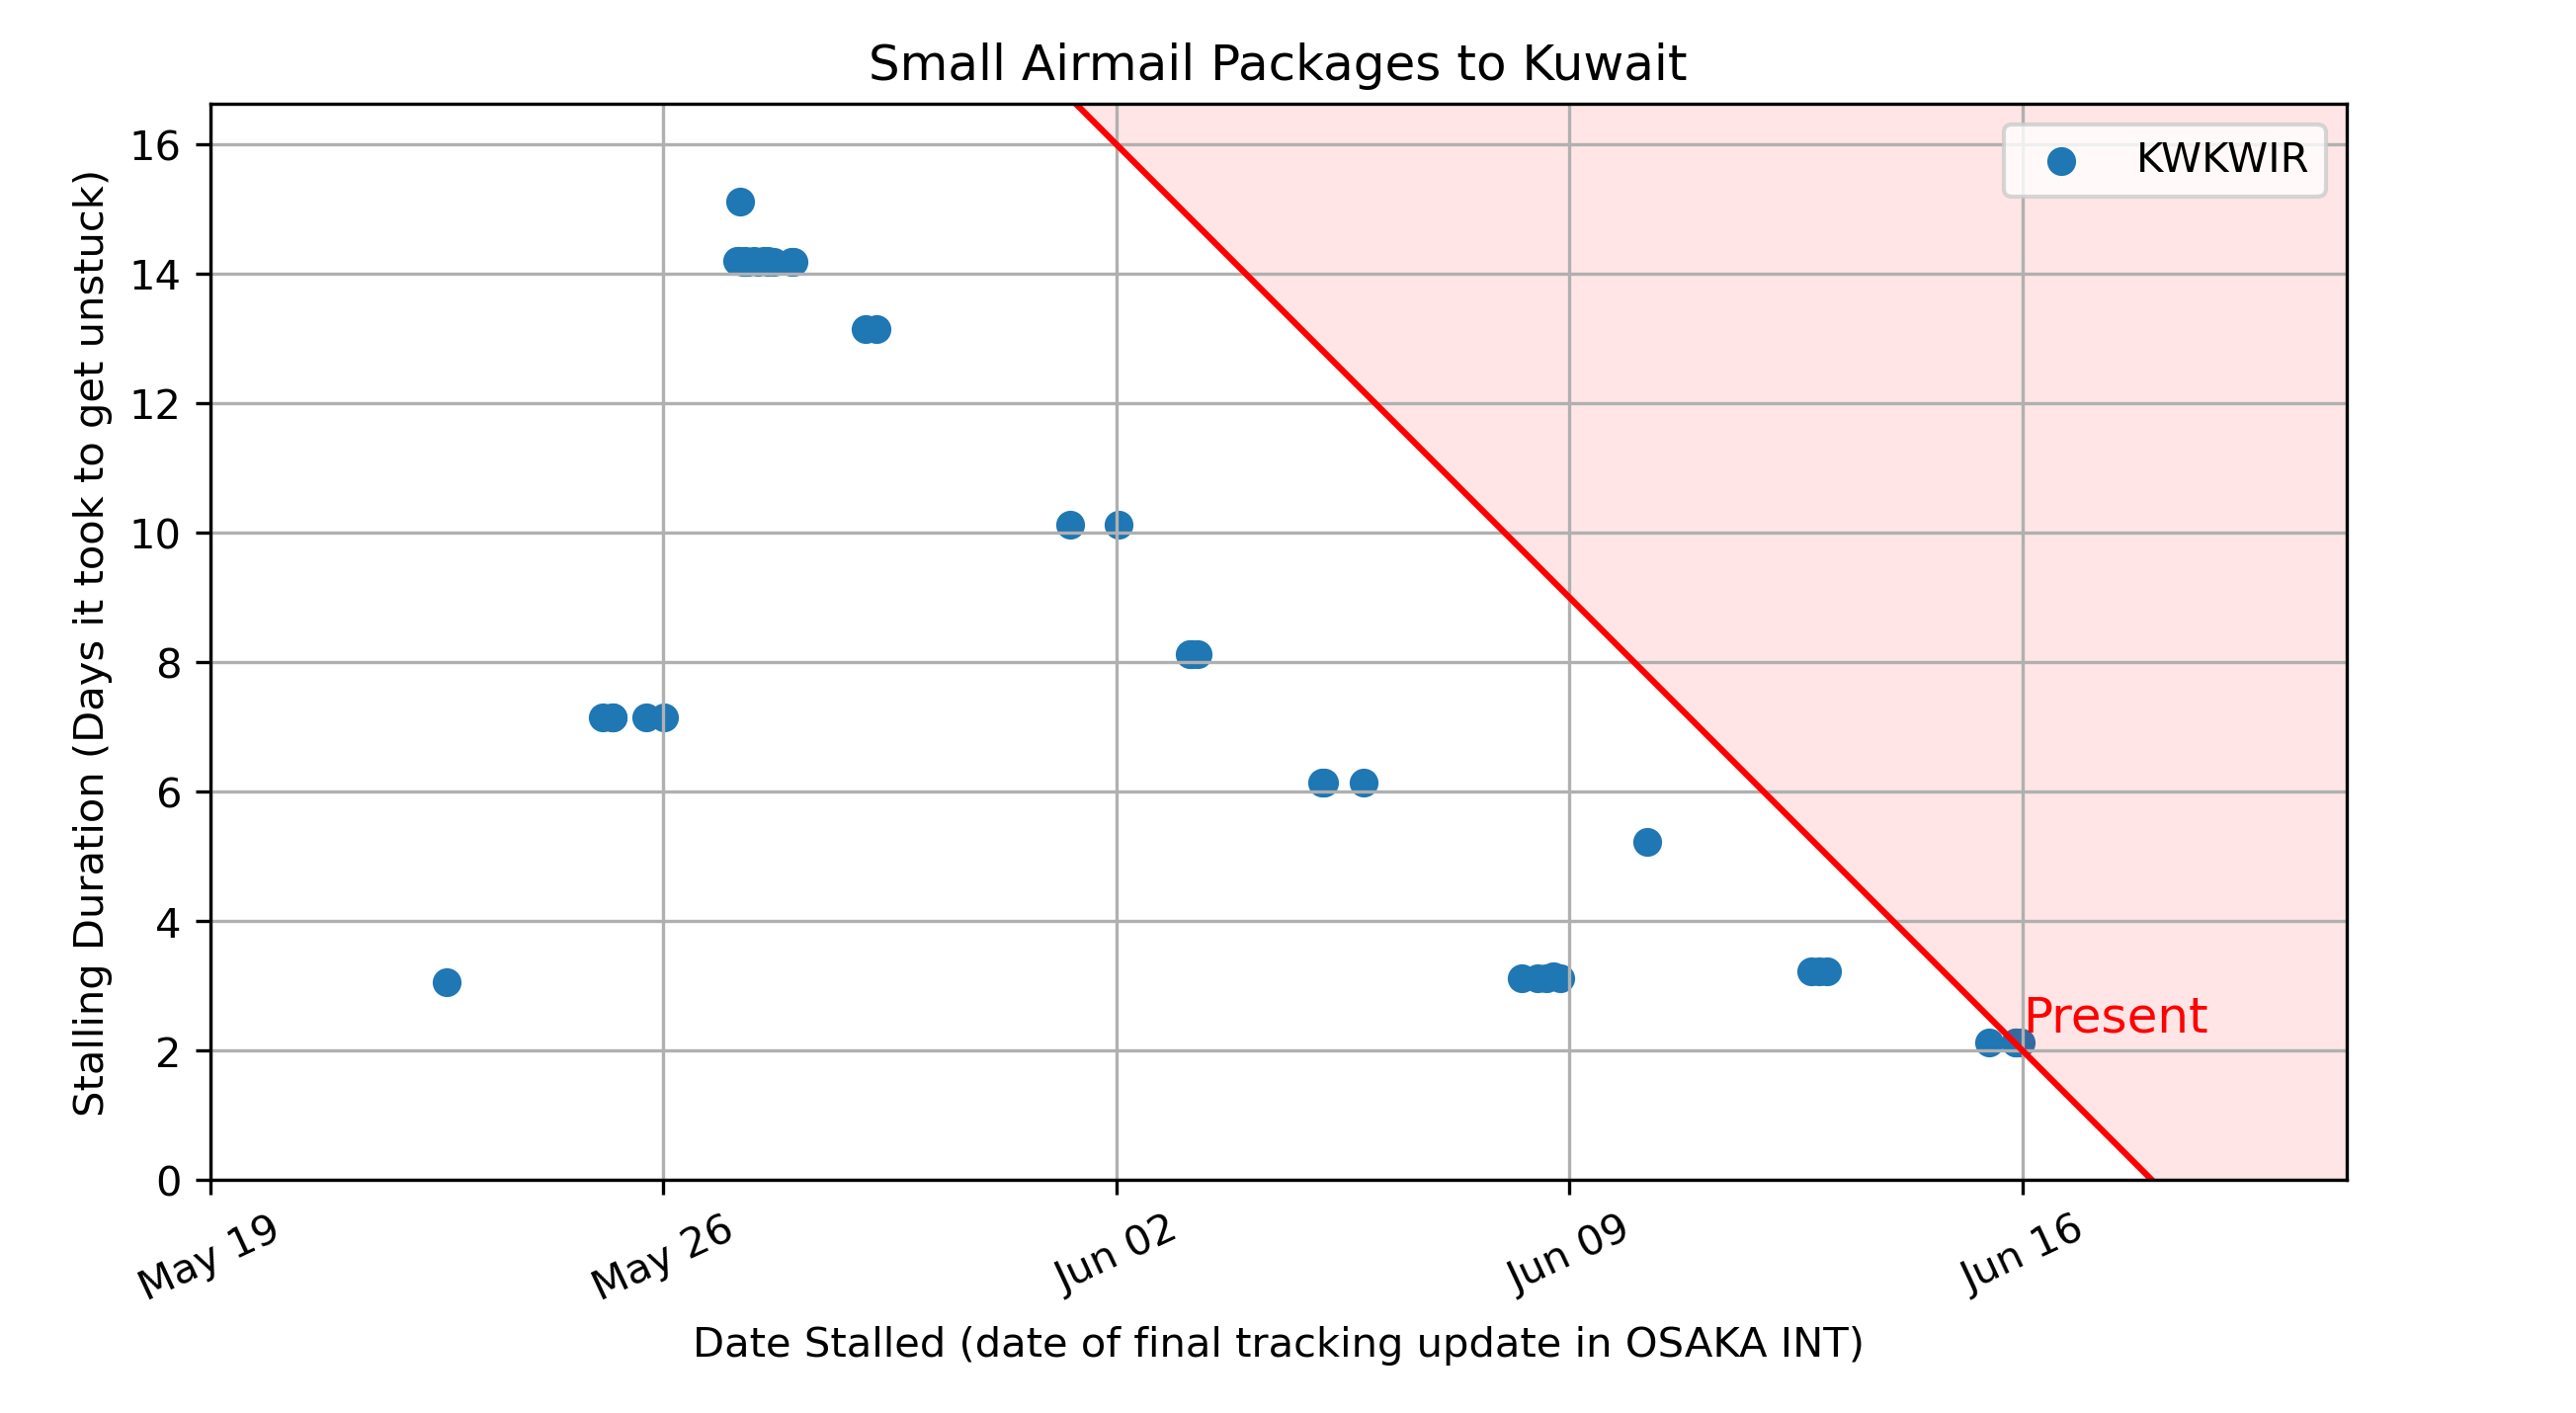 Small Airmail Packages to Kuwait
KWKWIR
Stalling Duration (Days it took to get unstuck)
16
14
12
10
8
6
4
2
0
Present
May 19
May 26
Jun 02
Jun 09
Jun 16
Date Stalled (date of final tracking update in OSAKA INT)